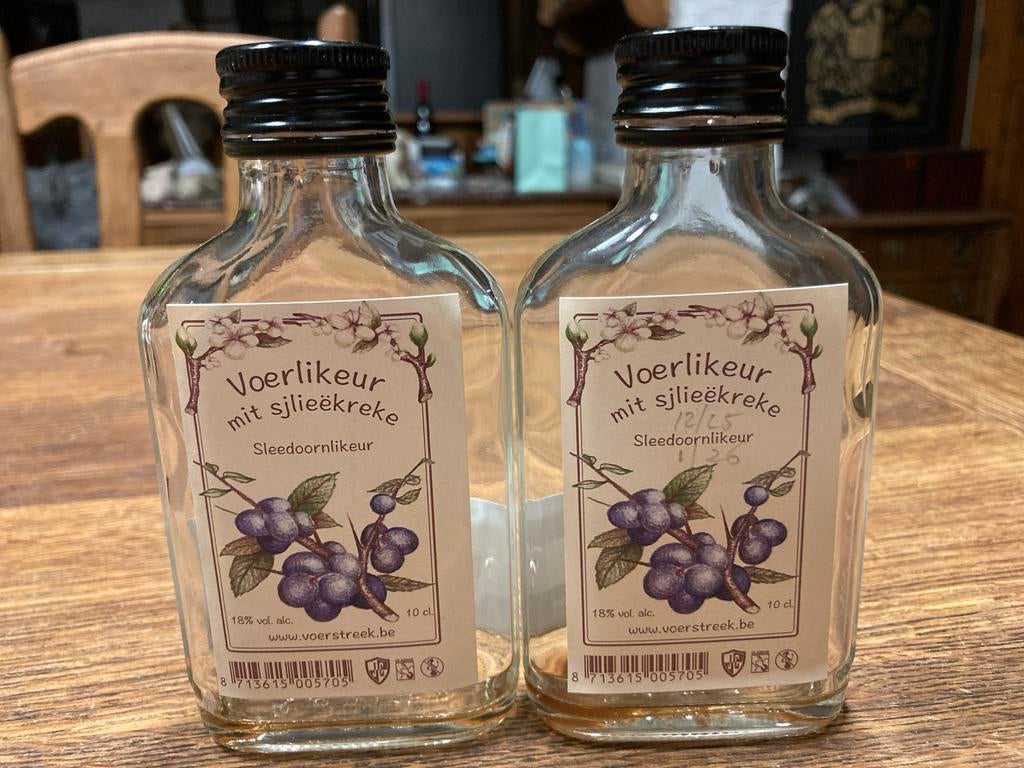 Voerlikeur
mit sjlieëkreke
Sleedoornlikeur
18% vol. alc.
10 cl.
www.voerstreek.be
8 713615 005705
Voerlikeur
mit sjlieëkreke
12/25
Sleedoornlikeur
1/26
18% vol. alc.
10 cl.
www.voerstreek.be
8 713615 005705